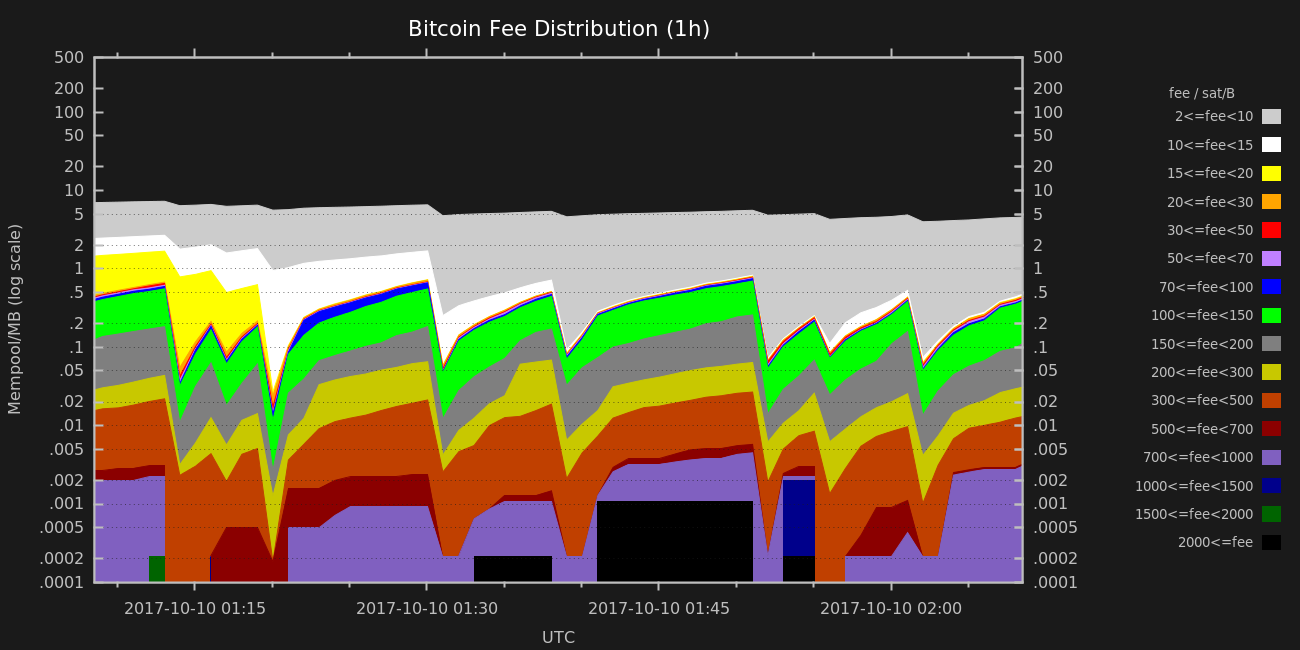 Bitcoin Fee Distribution (1h)
Mempool/MB (log scale)
500
200
100
50
20
10
5
2
1
.5
.2
.1
.05
.02
.01
.005
.002
.001
.0005
.0002
.0001
500
200
100
50
20
10
5
2
1
.5
.2
.1
.05
.02
.01
.005
.002
.001
.0005
.0002
.0001
2017-10-10 01:15
2017-10-10 01:30
2017-10-10 01:45
2017-10-10 02:00
UTC
fee / sat/B
2<=fee<10
10<=fee<15
15<=fee<20
20<=fee<30
30<=fee<50
50<=fee<70
70<=fee<100
100<=fee<150
150<=fee<200
200<=fee<300
300<=fee<500
500<=fee<700
700<=fee<1000
1000<=fee<1500
1500<=fee<2000
2000<=fee